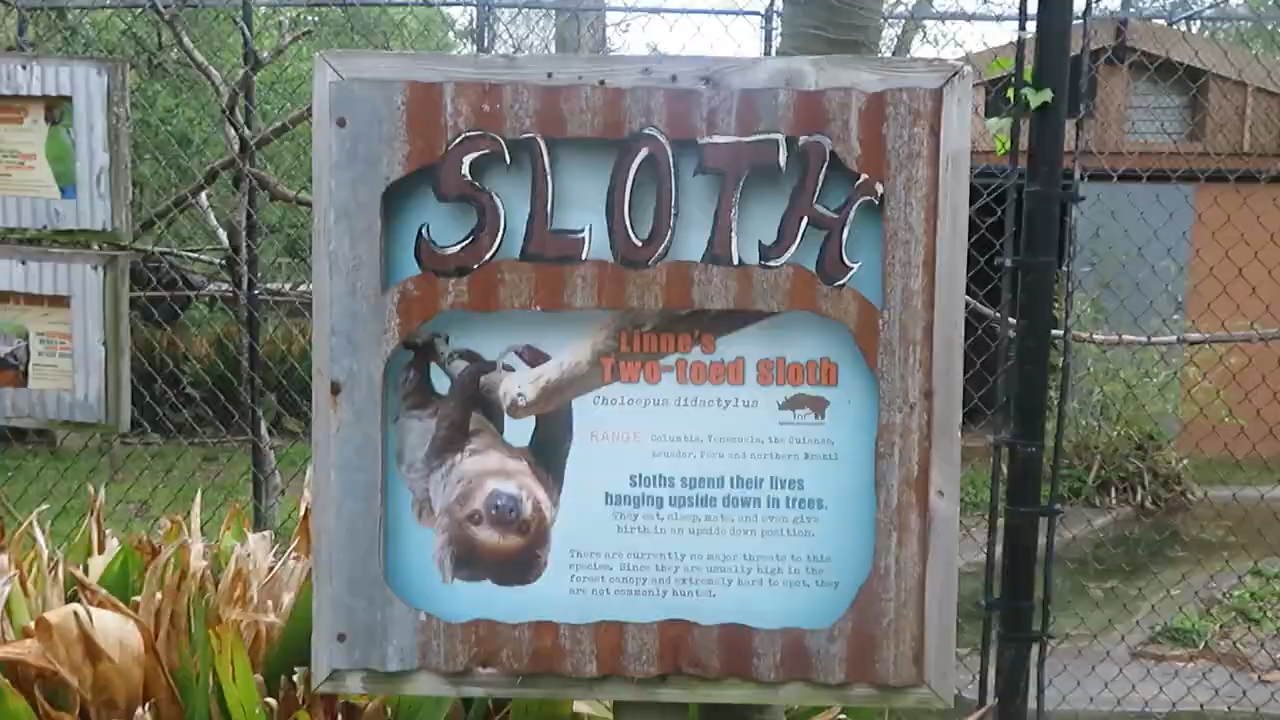 SLOTH
Linne's
Two-toed Sloth
Choloepus didactylus
RANGE Columbia, Venezuela, the Guianas,
Ecuador, Peru and northern Brazil
Sloths spend their lives
hanging upside down in trees.
They eat, sleep, mate, and even give
birth in an upside down position.
There are currently no major threats to this
species. Since they are usually high in the
forest canopy and extremely hard to spot, they
are not commonly hunted.